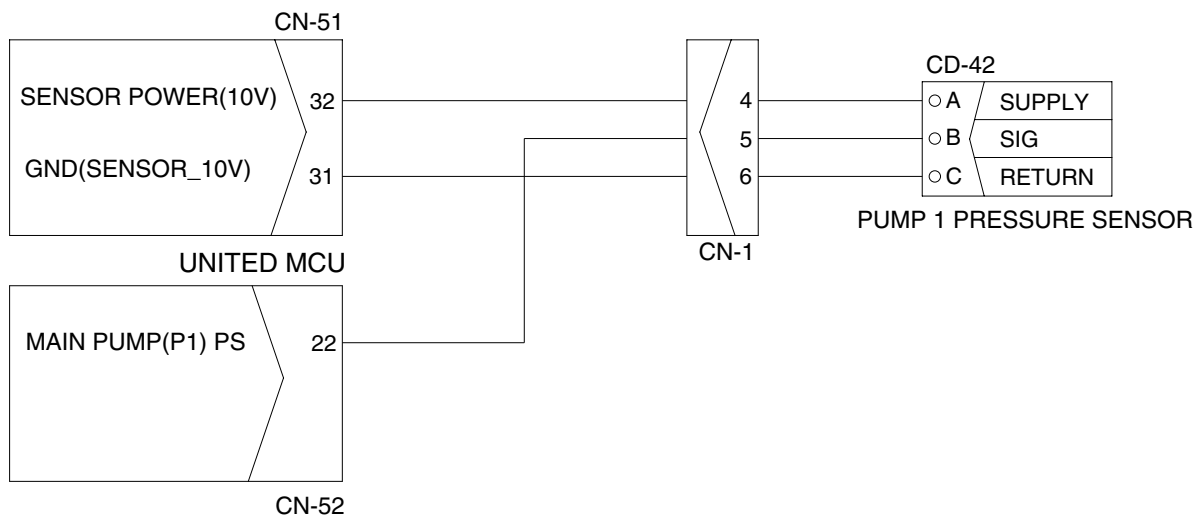 CN-51
SENSOR POWER(10V) 32
GND(SENSOR_10V) 31
UNITED MCU
MAIN PUMP(P1) PS 22
CN-52
4
5
6
CN-1
CD-42
A SUPPLY
B SIG
C RETURN
PUMP 1 PRESSURE SENSOR